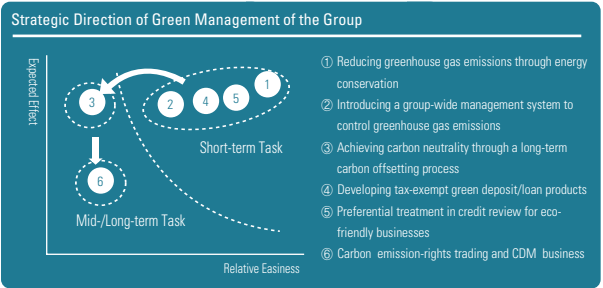 Strategic Direction of Green Management of the Group
Expected Effect
1
3
2
4
5
Short-term Task
6
Mid-/Long-term Task
Relative Easiness
① Reducing greenhouse gas emissions through energy
conservation
② Introducing a group-wide management system to
control greenhouse gas emissions
③ Achieving carbon neutrality through a long-term
carbon offsetting process
④ Developing tax-exempt green deposit/loan products
⑤ Preferential treatment in credit review for eco-
friendly businesses
⑥ Carbon emission-rights trading and CDM business